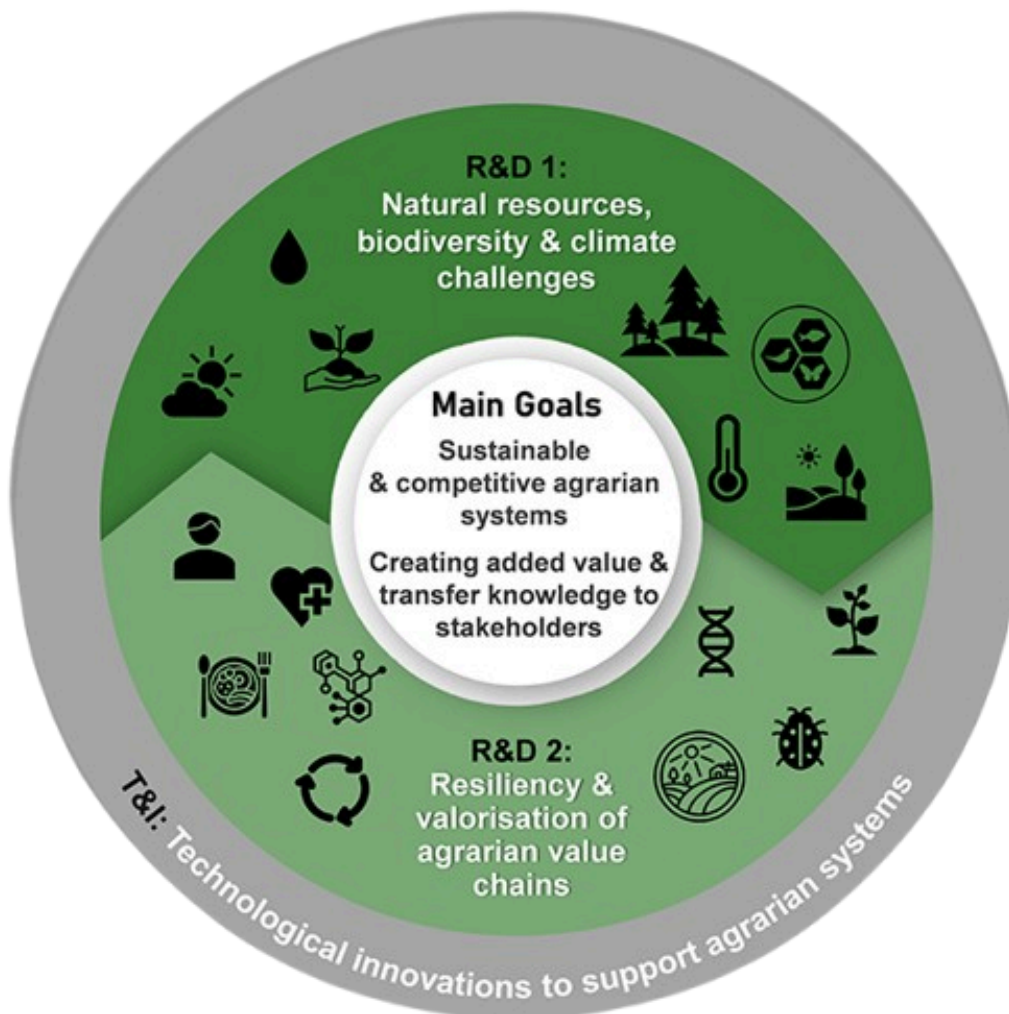 R&D 1:
Natural resources,
biodiversity & climate
challenges
Main Goals
Sustainable
& competitive agrarian
systems
Creating added value &
transfer knowledge to
stakeholders
R&D 2:
Resiliency &
valorisation of
agrarian value
chains
T&I: Technological innovations to support agrarian systems